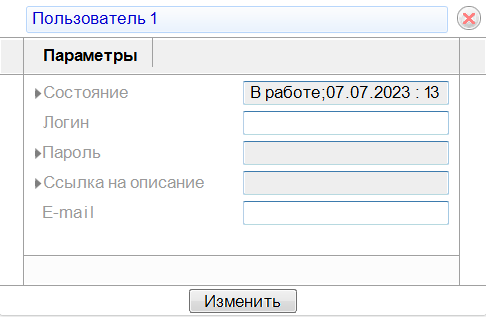 Пользователь 1
Параметры
Состояние В работе;07.07.2023 : 13
Логин
Пароль
Ссылка на описание
E-mail
Изменить